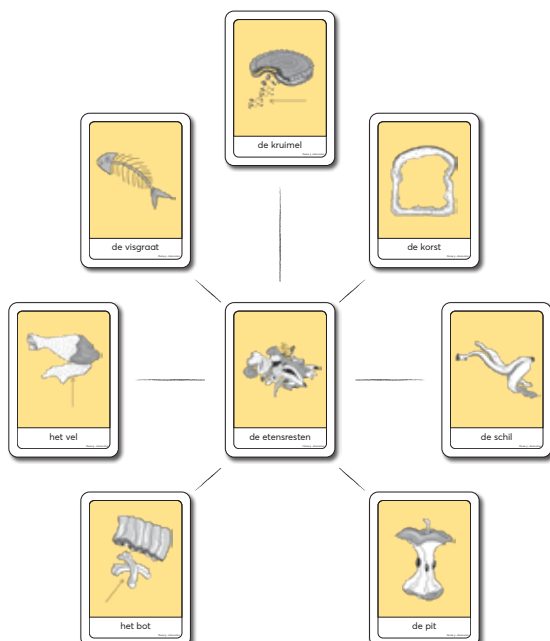 de kruimel
de visgraat
de korst
het vel
de etensresten
de schil
het bot
de pit